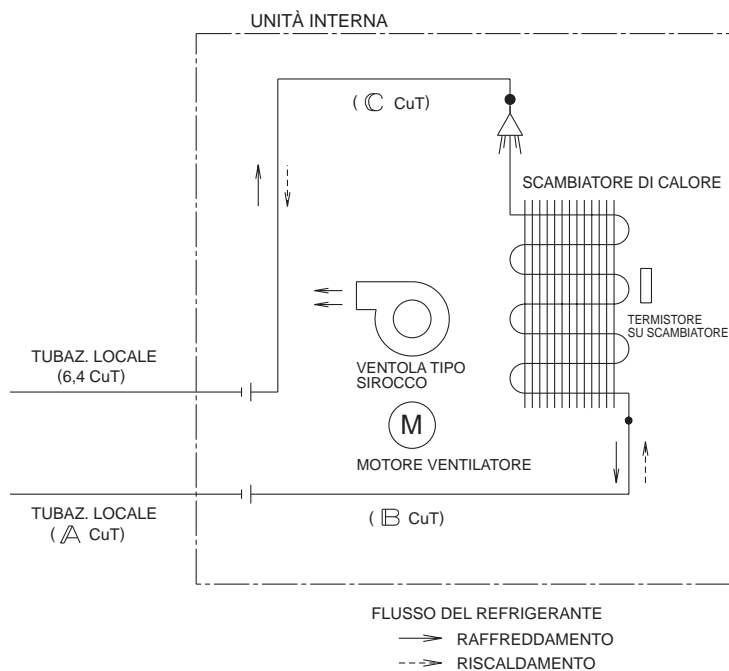 UNITÀ INTERNA
( C CuT)
SCAMBIATORE DI CALORE
TERMISTORE
SU SCAMBIATORE
TUBAZ. LOCALE
(6,4 CuT)
VENTOLA TIPO
SIROCCO
M
MOTORE VENTILATORE
TUBAZ. LOCALE
( A CuT)
( B CuT)
FLUSSO DEL REFRIGERANTE
RAFFREDDAMENTO
RISCALDAMENTO